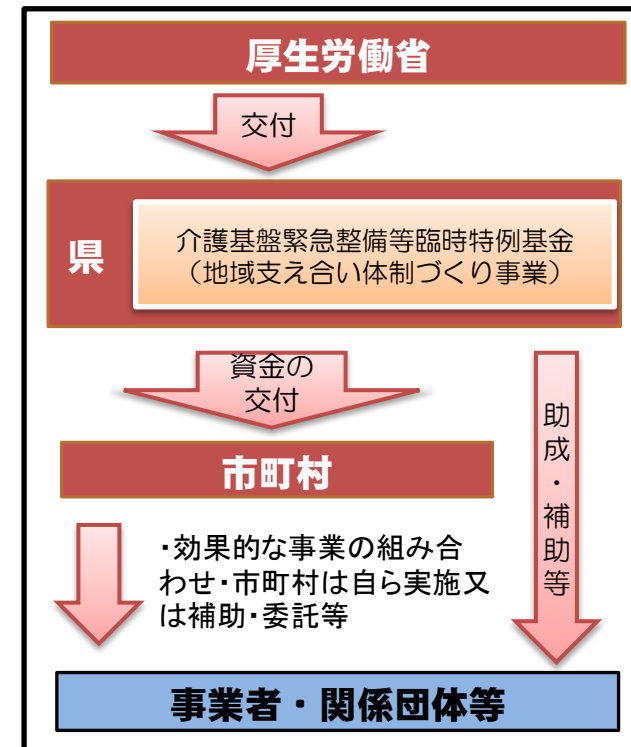 厚生労働省
交付
県
介護基盤緊急整備等臨時特例基金
（地域支え合い体制づくり事業）
資金の
交付
市町村
助成・補助等
・効果的な事業の組み合
わせ・市町村は自ら実施又
は補助・委託等
事業者・関係団体等